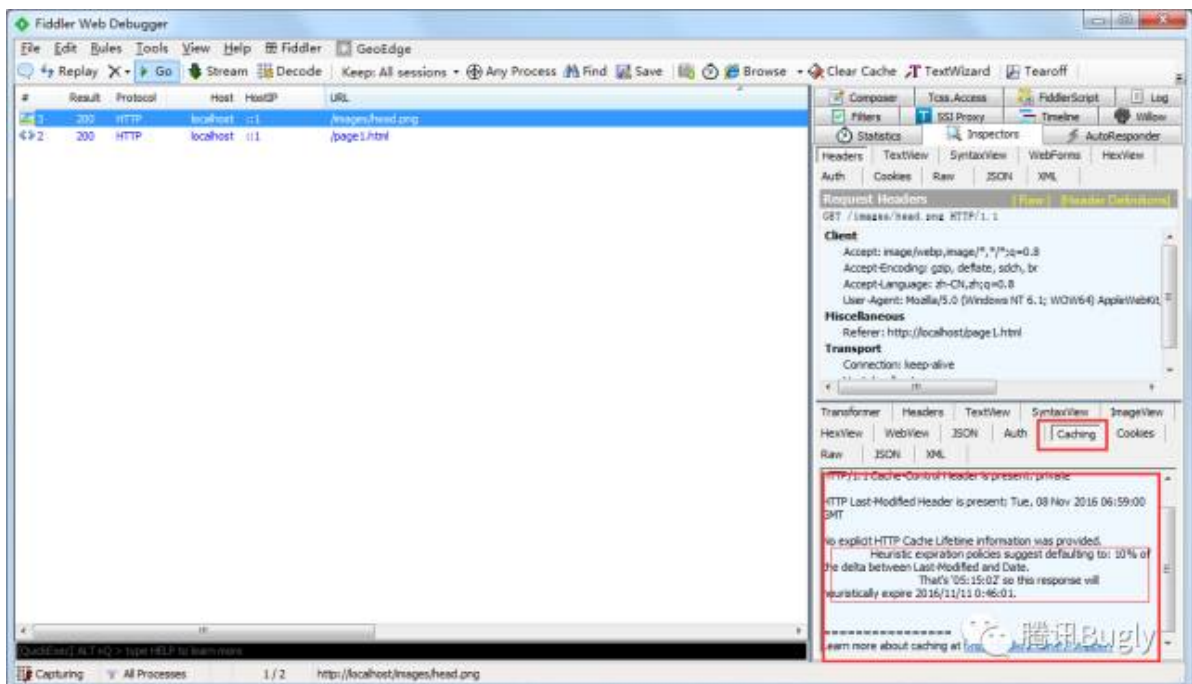 Fiddler Web Debugger
File Edit Rules Tools View Help Fiddler GeoEdge
Replay Go Stream Decode Keep: All sessions Any Process Find Save Browse Clear Cache TextWizard Tearoff
# Result Protocol Host HostIP URL
3 200 HTTP localhost ::1 /images/head.png
2 200 HTTP localhost ::1 /page1.html
Composer Tcss.Access FiddlerScript Log
Filters SSI Proxy Timeline Willow
Statistics Inspectors AutoResponder
Headers TextView SyntaxView WebForms HexView
Auth Cookies Raw JSON XML
Request Headers [Raw] [Header Definitions]
GET /images/head.png HTTP/1.1
Client
Accept: image/webp,image/*,*/*;q=0.8
Accept-Encoding: gzip, deflate, sdch, br
Accept-Language: zh-CN,zh;q=0.8
User-Agent: Mozilla/5.0 (Windows NT 6.1; WOW64) AppleWebKit
Miscellaneous
Referer: http://localhost/page1.html
Transport
Connection: keep-alive
Transformer Headers TextView SyntaxView ImageView
HexView WebView JSON Auth Caching Cookies
Raw JSON XML
HTTP/1.1 Cache-Control Header is present: private
HTTP Last-Modified Header is present: Tue, 08 Nov 2016 06:59:00
GMT
No explicit HTTP Cache Lifetime information was provided.
Heuristic expiration policies suggest defaulting to: 10% of
the delta between Last-Modified and Date.
That's '05:15:02' so this response will
heuristically expire 2016/11/11 0:46:01.
================
Learn more about caching at
腾讯Bugly
[QuickExec] ALT+Q > type HELP to learn more
Capturing All Processes 1 / 2 http://localhost/images/head.png